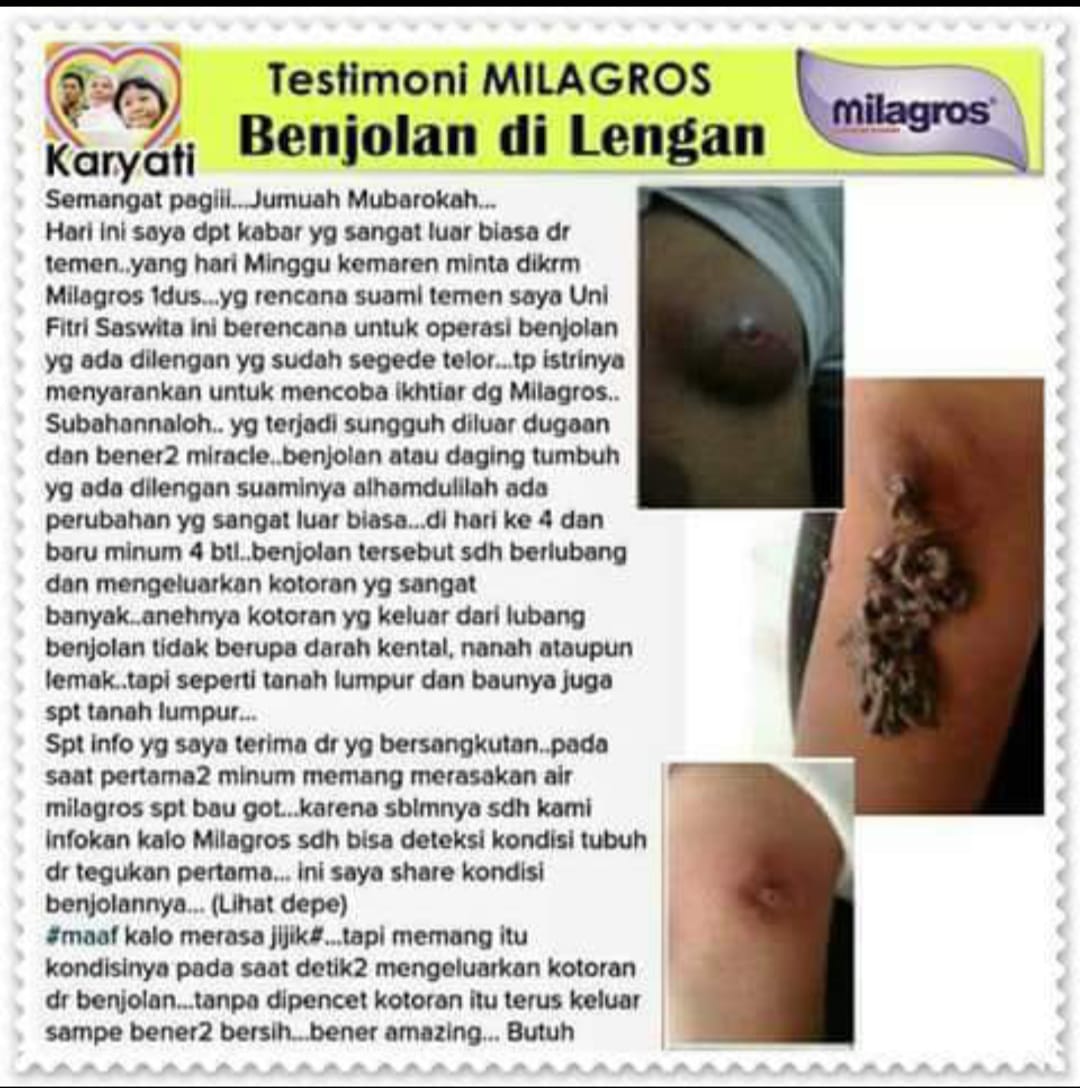 Testimoni MILAGROS
Benjolan di Lengan
Karyati
milagros®
Semangat pagiii...Jumuah Mubarokah...
Hari ini saya dpt kabar yg sangat luar biasa dr
temen..yang hari Minggu kemaren minta dikrm
Milagros 1dus...yg rencana suami temen saya Uni
Fitri Saswita ini berencana untuk operasi benjolan
yg ada dilengan yg sudah segede telor...tp istrinya
menyarankan untuk mencoba ikhtiar dg Milagros..
Subahannaloh.. yg terjadi sungguh diluar dugaan
dan bener2 miracle..benjolan atau daging tumbuh
yg ada dilengan suaminya alhamdulilah ada
perubahan yg sangat luar biasa...di hari ke 4 dan
baru minum 4 btl..benjolan tersebut sdh berlubang
dan mengeluarkan kotoran yg sangat
banyak..anehnya kotoran yg keluar dari lubang
benjolan tidak berupa darah kental, nanah ataupun
lemak..tapi seperti tanah lumpur dan baunya juga
spt tanah lumpur...
Spt info yg saya terima dr yg bersangkutan..pada
saat pertama2 minum memang merasakan air
milagros spt bau got...karena sblmnya sdh kami
infokan kalo Milagros sdh bisa deteksi kondisi tubuh
dr tegukan pertama... ini saya share kondisi
benjolannya... (Lihat depe)
#maaf kalo merasa jijik#...tapi memang itu
kondisinya pada saat detik2 mengeluarkan kotoran
dr benjolan...tanpa dipencet kotoran itu terus keluar
sampe bener2 bersih...bener amazing... Butuh